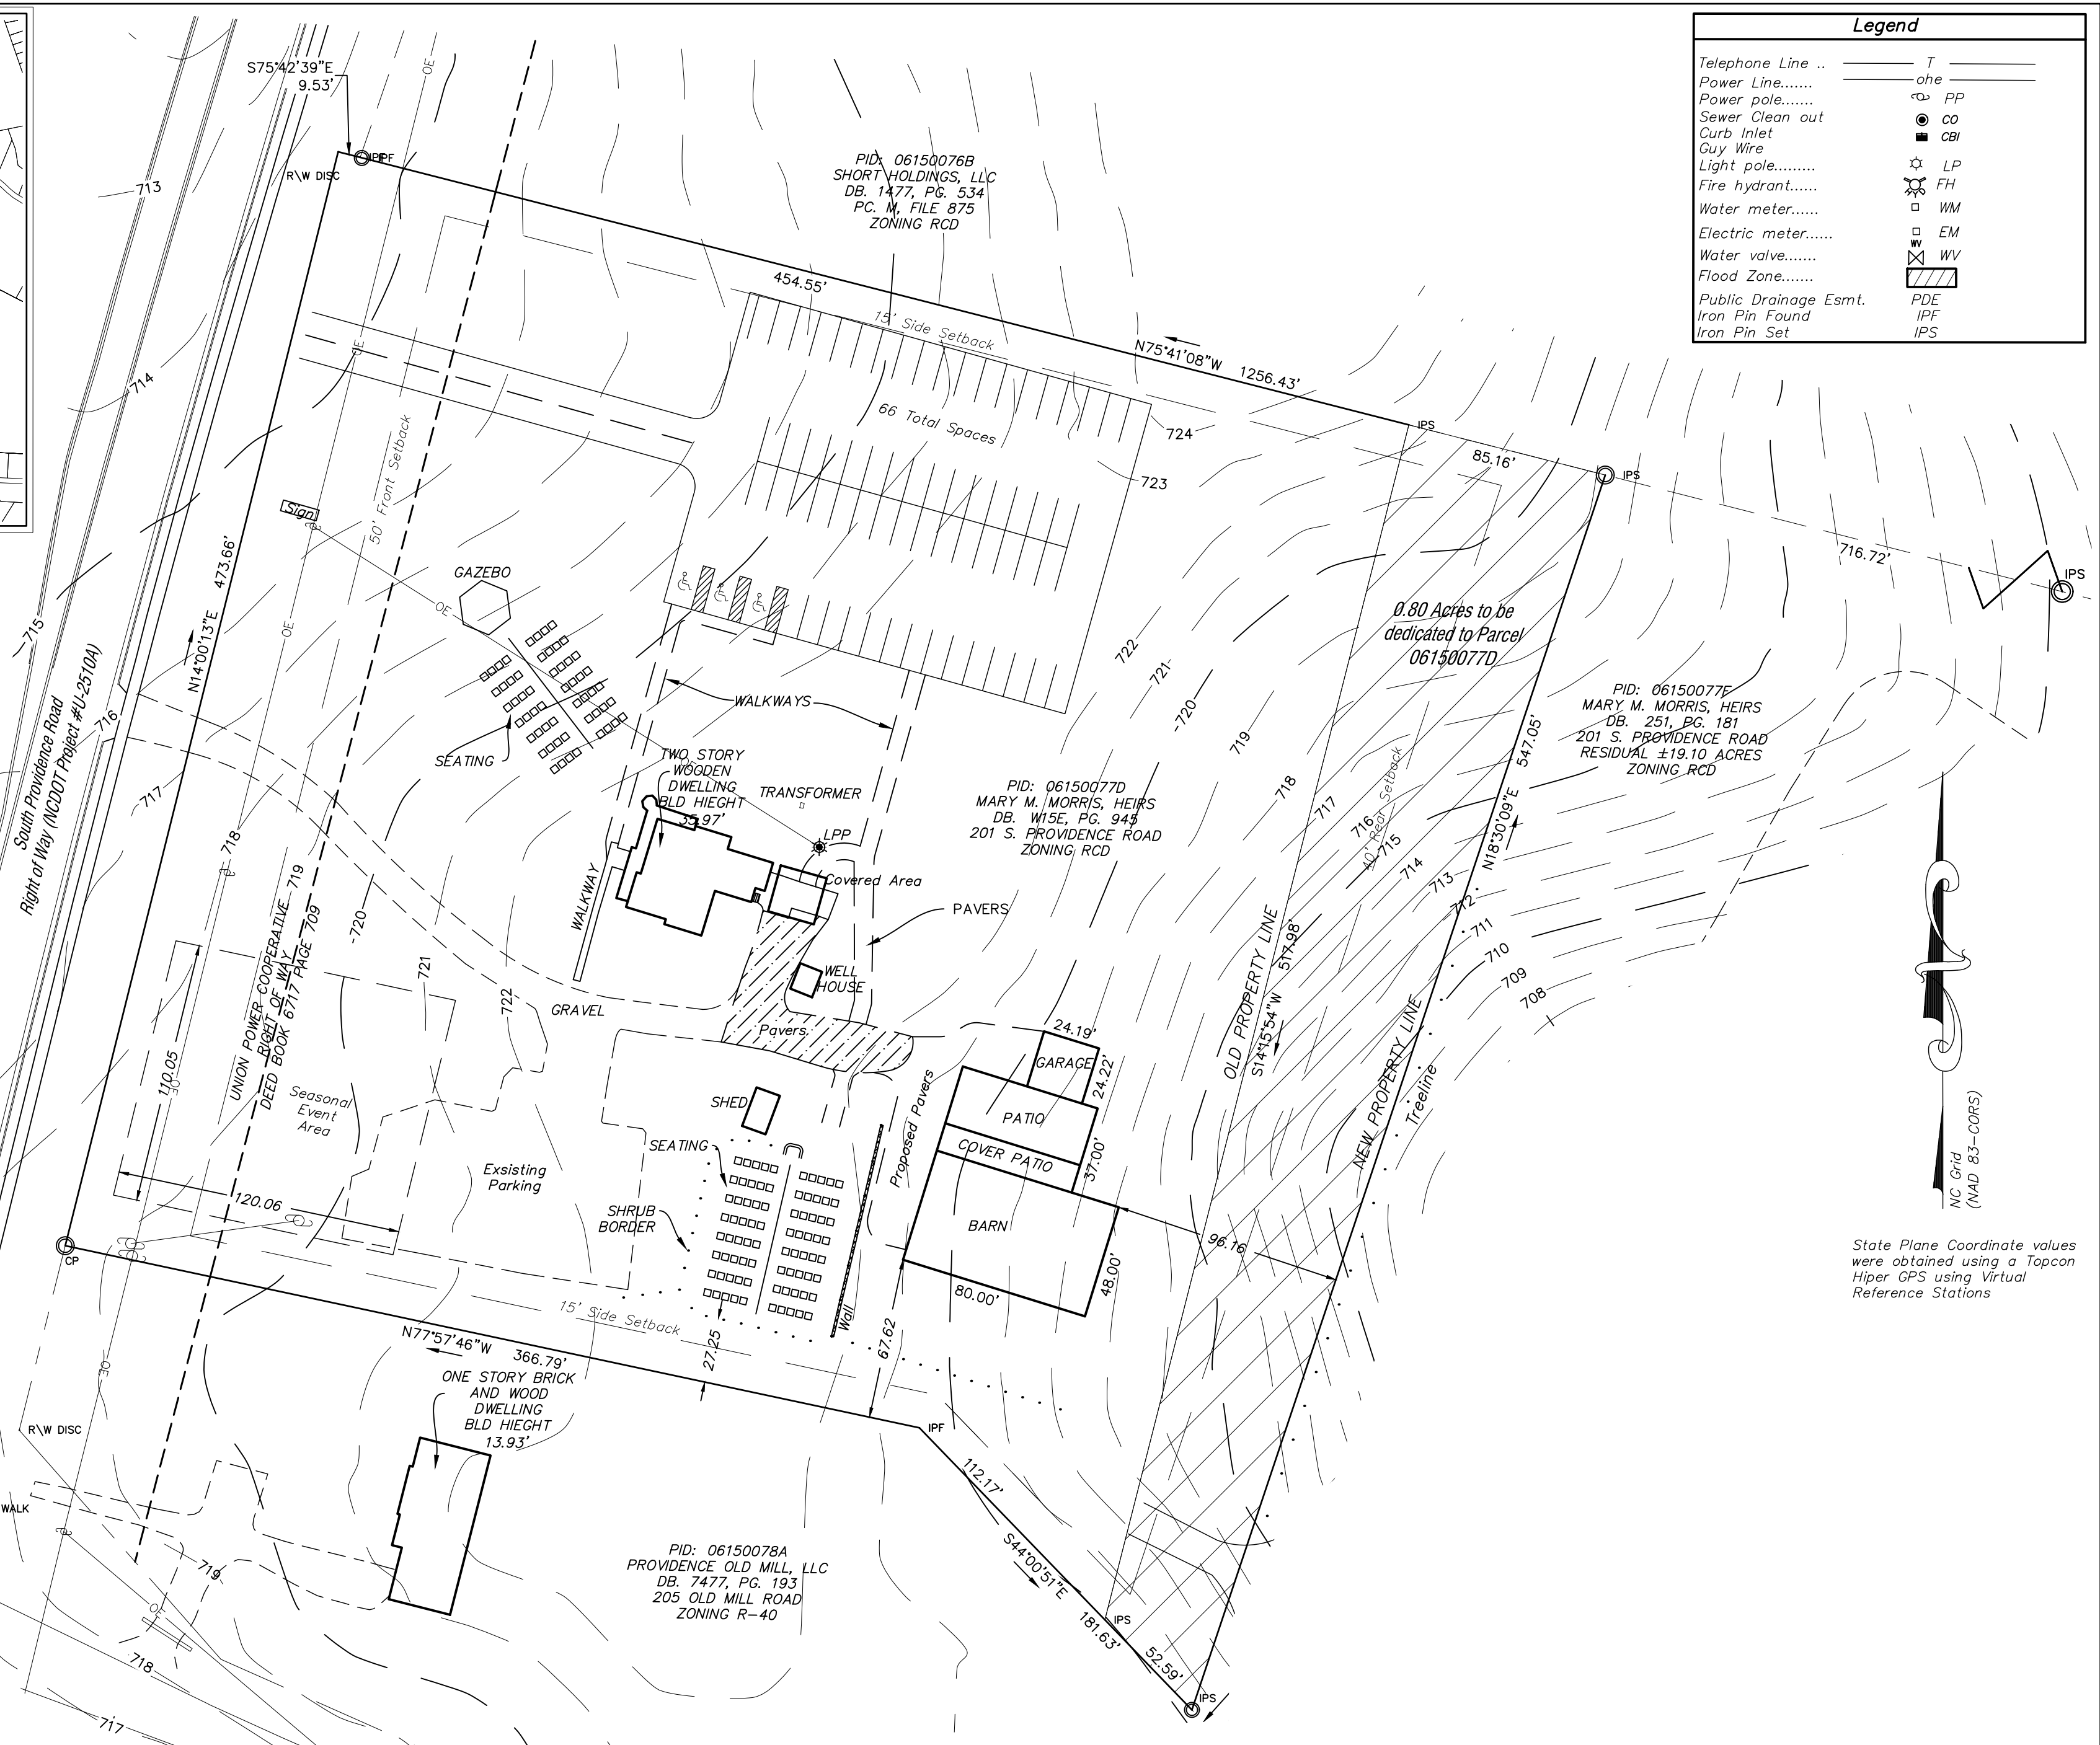 Legend
Telephone Line .. T
Power Line....... ohe
Power pole....... PP
Sewer Clean out CO
Curb Inlet CBI
Guy Wire
Light pole......... LP
Fire hydrant...... FH
Water meter...... WM
Electric meter...... EM
WV
Water valve....... WV
Flood Zone.......
Public Drainage Esmt. PDE
Iron Pin Found IPF
Iron Pin Set IPS
S75°42'39"E
9.53'
OE
IPF
R\W DISC
713
PID: 06150076B
SHORT HOLDINGS, LLC
DB. 1477, PG. 534
PC. M, FILE 875
ZONING RCD
454.55'
15' Side Setback
N75°41'08"W 1256.43'
OE
714
66 Total Spaces
724
IPS
85.16'
IPS
723
50' Front Setback
Sign
716.72'
IPS
473.66'
N14°00'13"E
GAZEBO
OE
OE
0.80 Acres to be
dedicated to Parcel
06150077D
715
South Providence Road
Right of Way (NCDOT Project #U-2510A)
716
717
722
721
720
719
718
717
716
715
714
713
712
711
710
709
708
WALKWAYS
SEATING
PID: 06150077F
MARY M. MORRIS, HEIRS
DB. 251, PG. 181
201 S. PROVIDENCE ROAD
RESIDUAL ±19.10 ACRES
ZONING RCD
547.05'
N18°30'09"E
40' Rear Setback
TWO STORY
WOODEN
DWELLING
BLD HIEGHT
35.97'
TRANSFORMER
LPP
Covered Area
PID: 06150077D
MARY M. MORRIS, HEIRS
DB. W15E, PG. 945
201 S. PROVIDENCE ROAD
ZONING RCD
718
719
720
721
722
WALKWAY
PAVERS
WELL
HOUSE
GRAVEL
Pavers
UNION POWER COOPERATIVE
RIGHT OF WAY
DEED BOOK 6717 PAGE 709
OLD PROPERTY LINE
517.98'
S14°15'54"W
NEW PROPERTY LINE
Treeline
110.05
OE
Seasonal
Event
Area
120.06
Exsisting
Parking
SHED
SEATING
SHRUB
BORDER
Proposed Pavers
Wall
24.19'
GARAGE
24.22'
PATIO
COVER PATIO
37.00'
BARN
80.00'
48.00'
96.16
NC Grid
(NAD 83-CORS)
State Plane Coordinate values
were obtained using a Topcon
Hiper GPS using Virtual
Reference Stations
CP
15' Side Setback
27.25
67.62
N77°57'46"W 366.79'
OE
IPF
ONE STORY BRICK
AND WOOD
DWELLING
BLD HIEGHT
13.93'
R\W DISC
WALK
112.17'
S44°00'51"E
181.63'
IPS
52.59'
IPS
719
OE
718
717
PID: 06150078A
PROVIDENCE OLD MILL, LLC
DB. 7477, PG. 193
205 OLD MILL ROAD
ZONING R-40